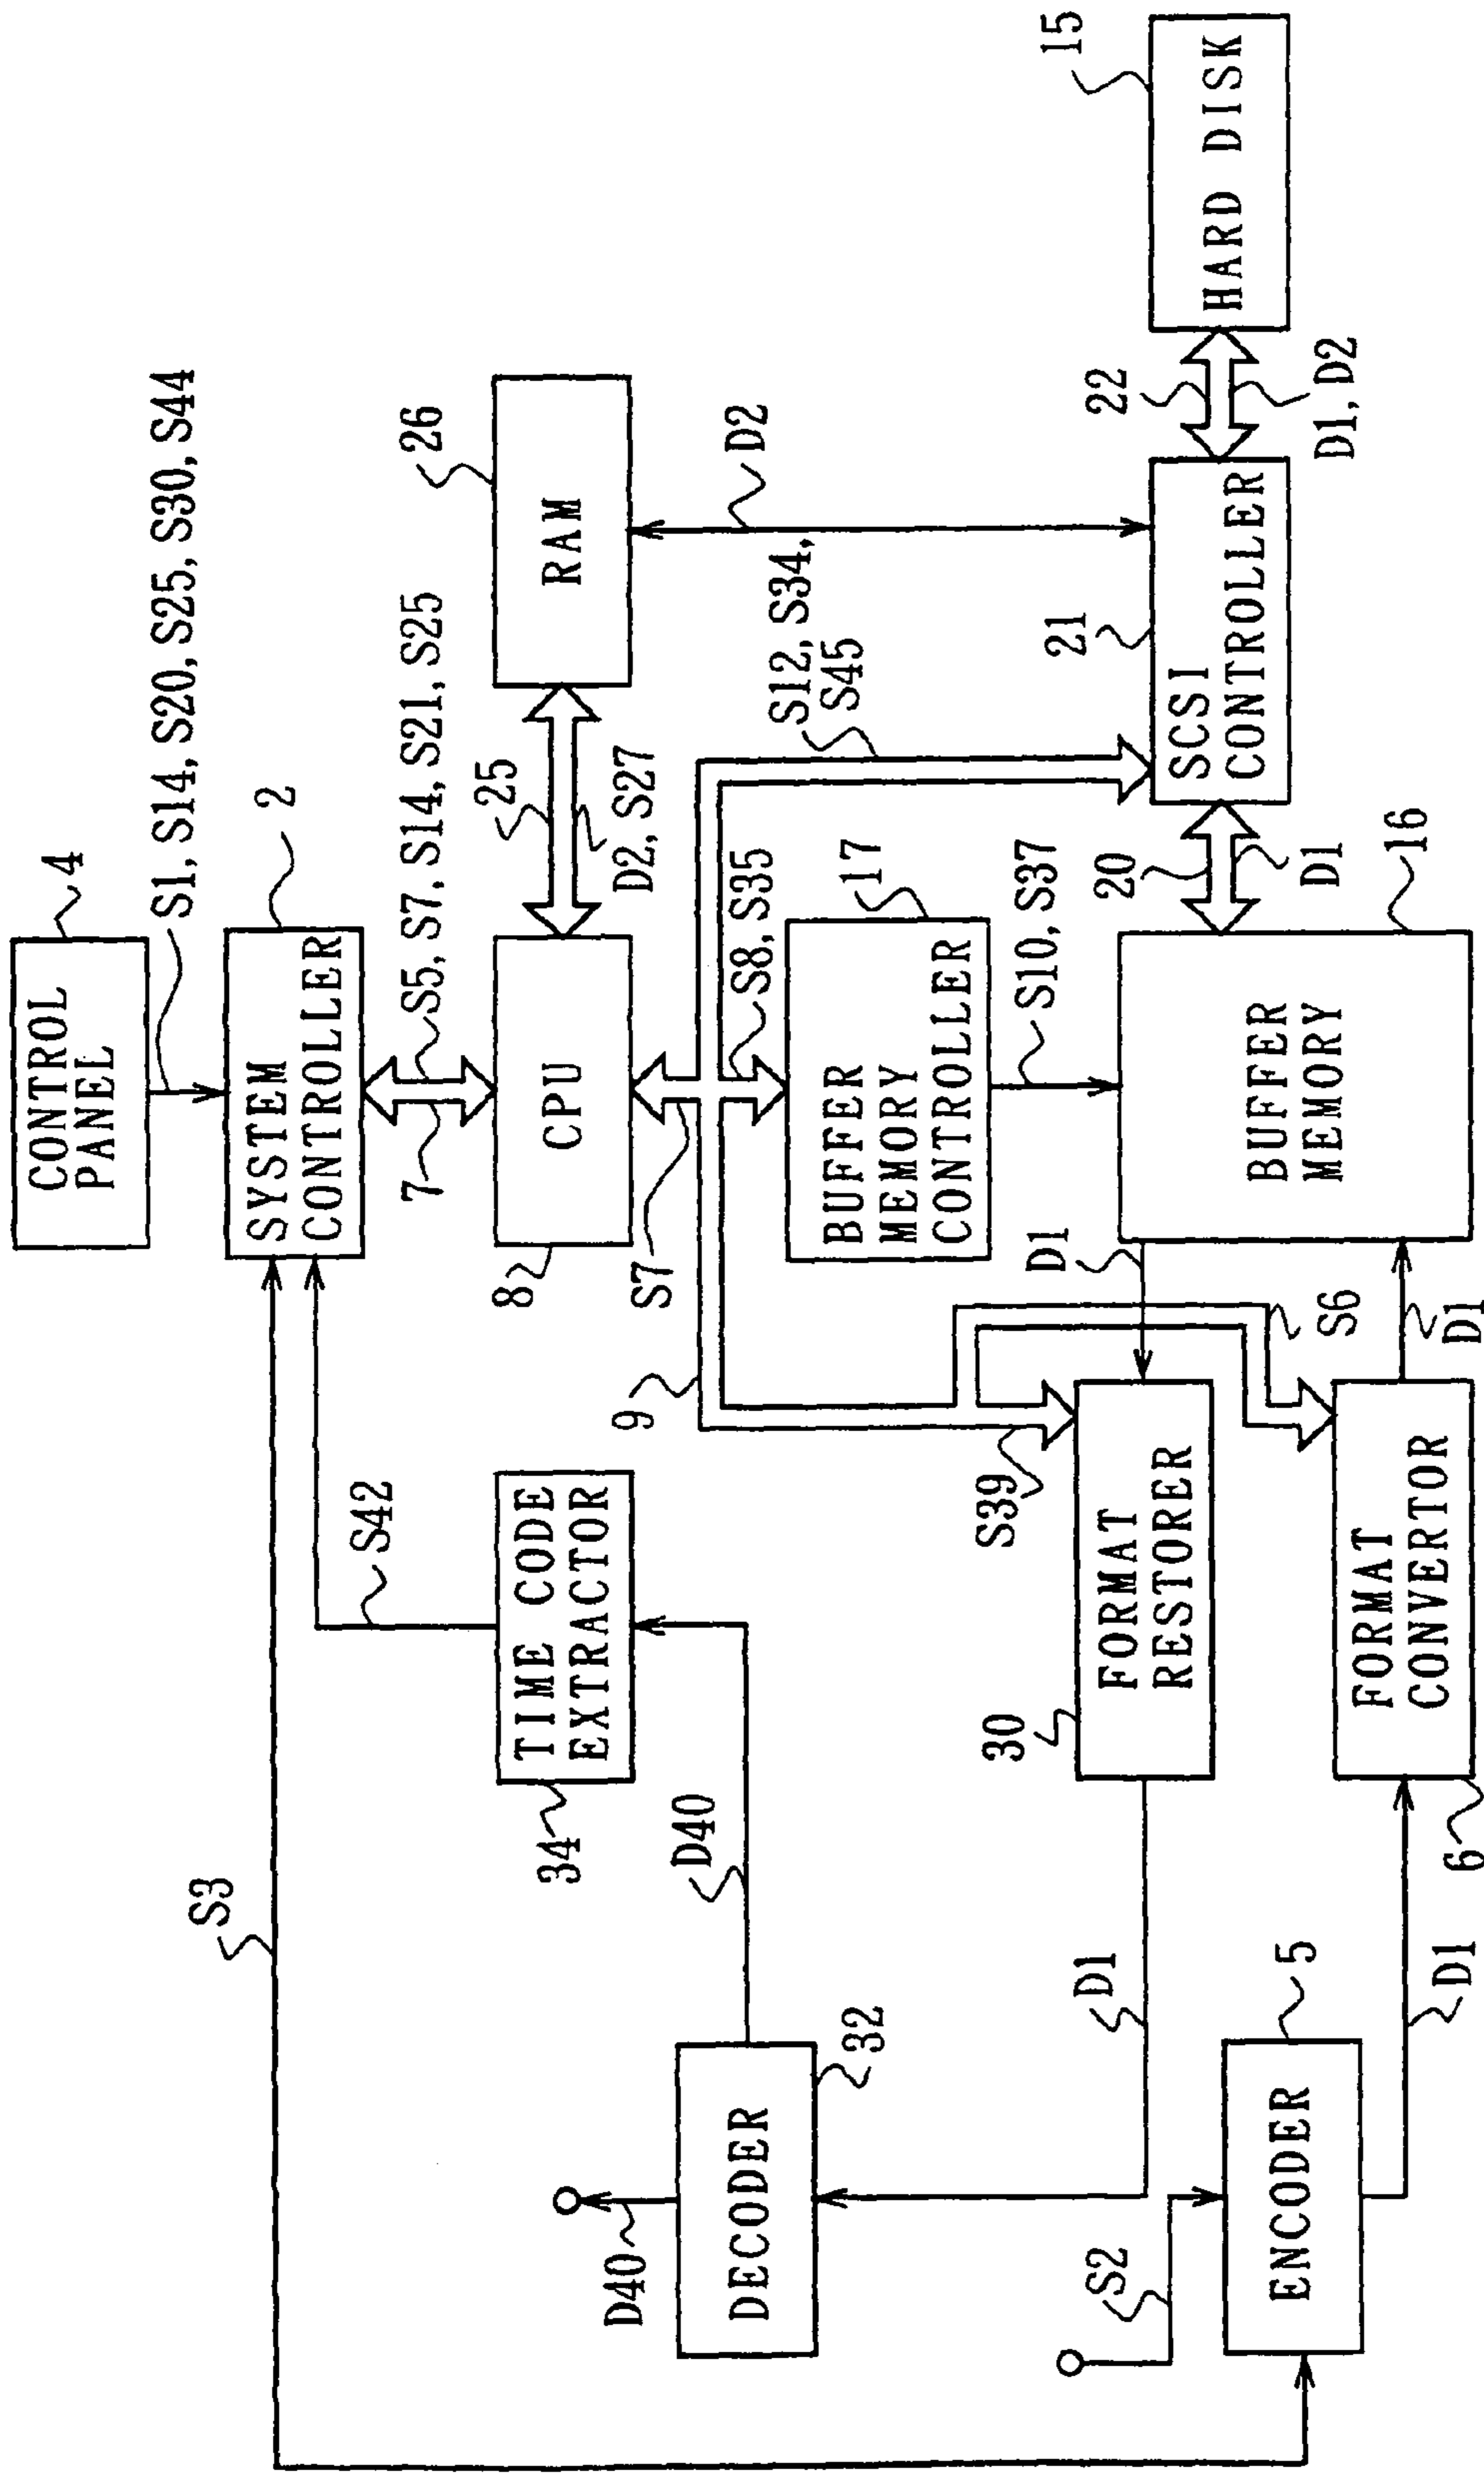 CONTROL
PANEL
4
S1, S14, S20, S25, S30, S44
SYSTEM
CONTROLLER
2
S3
S42
7
S5, S7, S14, S21, S25
TIME CODE
EXTRACTOR
34
D40
CPU
8
25
D2, S27
RAM
26
DECODER
32
D40
9
S7
S8, S35
S12, S34,
S45
D2
BUFFER
MEMORY
CONTROLLER
17
S10, S37
S2
D1
30
FORMAT
RESTORER
S39
D1
20
D1
SCSI
CONTROLLER
21
22
D1, D2
HARD DISK
15
ENCODER
5
D1
6
FORMAT
CONVERTOR
S6
D1
BUFFER
MEMORY
16